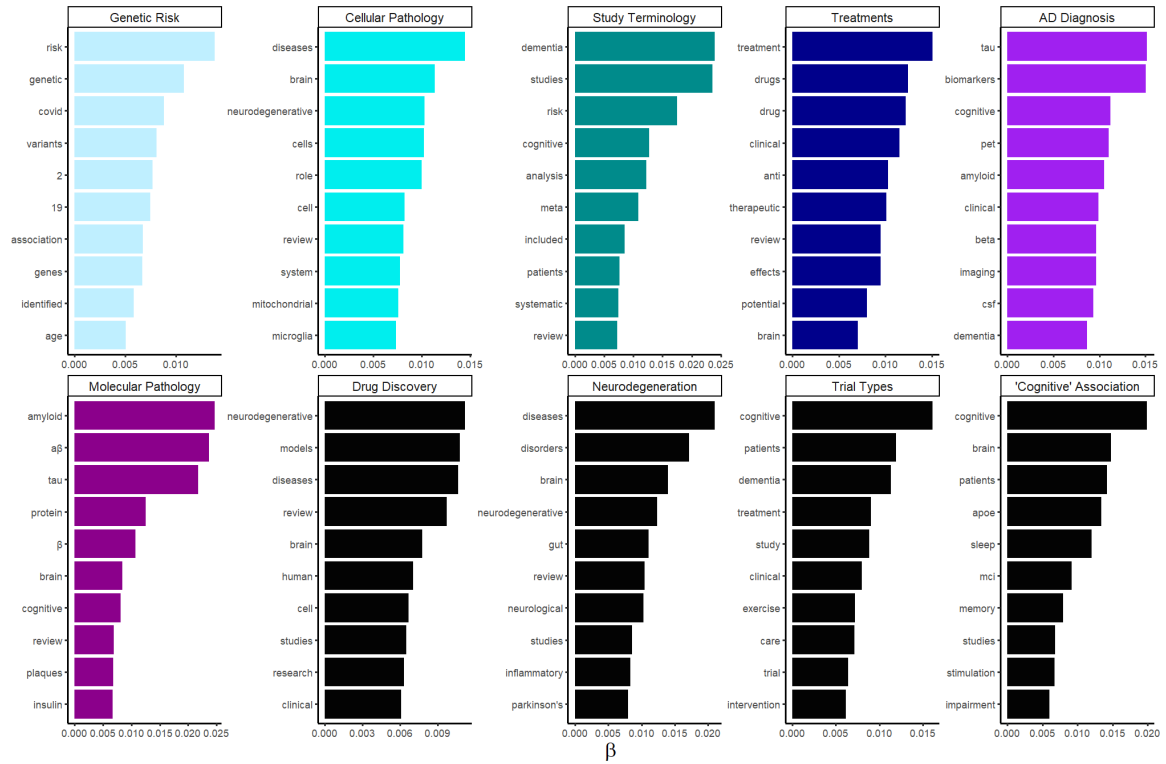 Genetic Risk
risk
genetic
covid
variants
2
19
association
genes
identified
age
0.000 0.005 0.010
Cellular Pathology
diseases
brain
neurodegenerative
cells
role
cell
review
system
mitochondrial
microglia
0.000 0.005 0.010 0.015
Study Terminology
dementia
studies
risk
cognitive
analysis
meta
included
patients
systematic
review
0.000 0.005 0.010 0.015 0.020 0.025
Treatments
treatment
drugs
drug
clinical
anti
therapeutic
review
effects
potential
brain
0.000 0.005 0.010 0.015
AD Diagnosis
tau
biomarkers
cognitive
pet
amyloid
clinical
beta
imaging
csf
dementia
0.000 0.005 0.010 0.015
Molecular Pathology
amyloid
aβ
tau
protein
β
brain
cognitive
review
plaques
insulin
0.000 0.005 0.010 0.015 0.020 0.025
Drug Discovery
neurodegenerative
models
diseases
review
brain
human
cell
studies
research
clinical
0.000 0.003 0.006 0.009
Neurodegeneration
diseases
disorders
brain
neurodegenerative
gut
review
neurological
studies
inflammatory
parkinson's
0.000 0.005 0.010 0.015 0.020
Trial Types
cognitive
patients
dementia
treatment
study
clinical
exercise
care
trial
intervention
0.000 0.005 0.010 0.015
'Cognitive' Association
cognitive
brain
patients
apoe
sleep
mci
memory
studies
stimulation
impairment
0.000 0.005 0.010 0.015 0.020
β